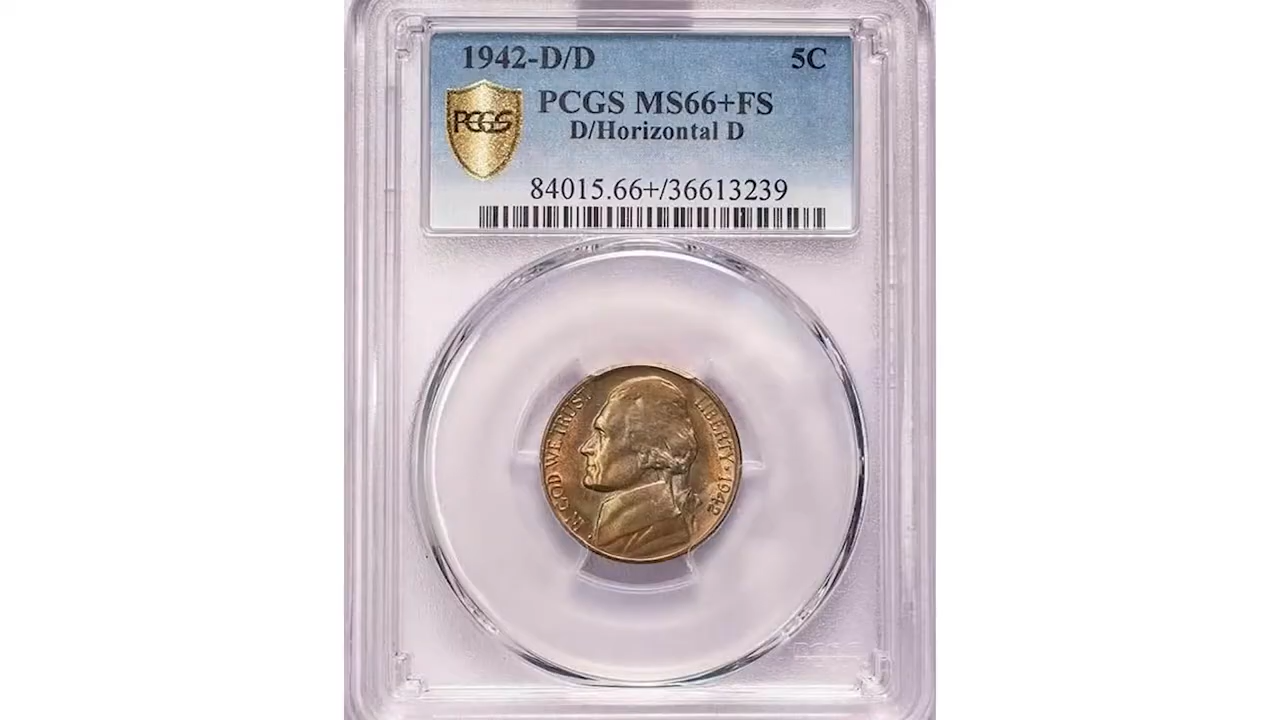 1942-D/D 5C
PCGS
PCGS MS66+FS
D/Horizontal D
84015.66+/36613239
IN GOD WE TRUST
LIBERTY * 1942